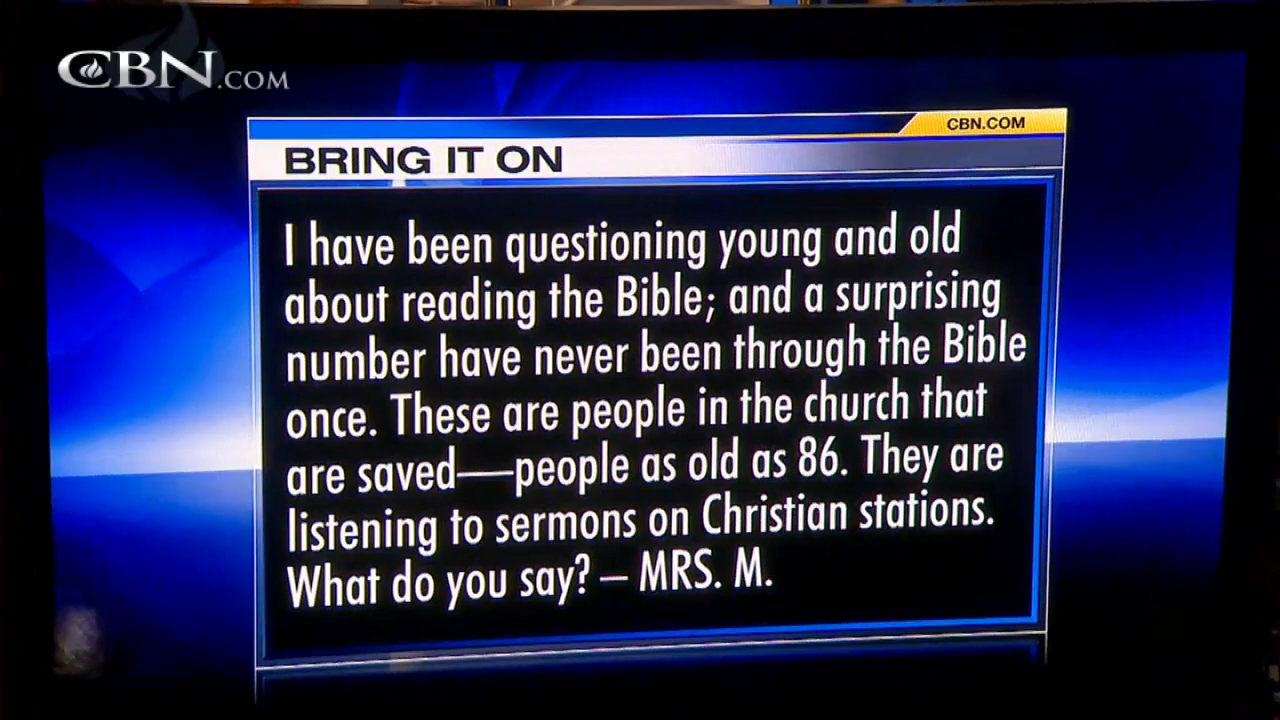 CBN.COM
CBN.COM
BRING IT ON
I have been questioning young and old
about reading the Bible; and a surprising
number have never been through the Bible
once. These are people in the church that
are saved—people as old as 86. They are
listening to sermons on Christian stations.
What do you say? – MRS. M.